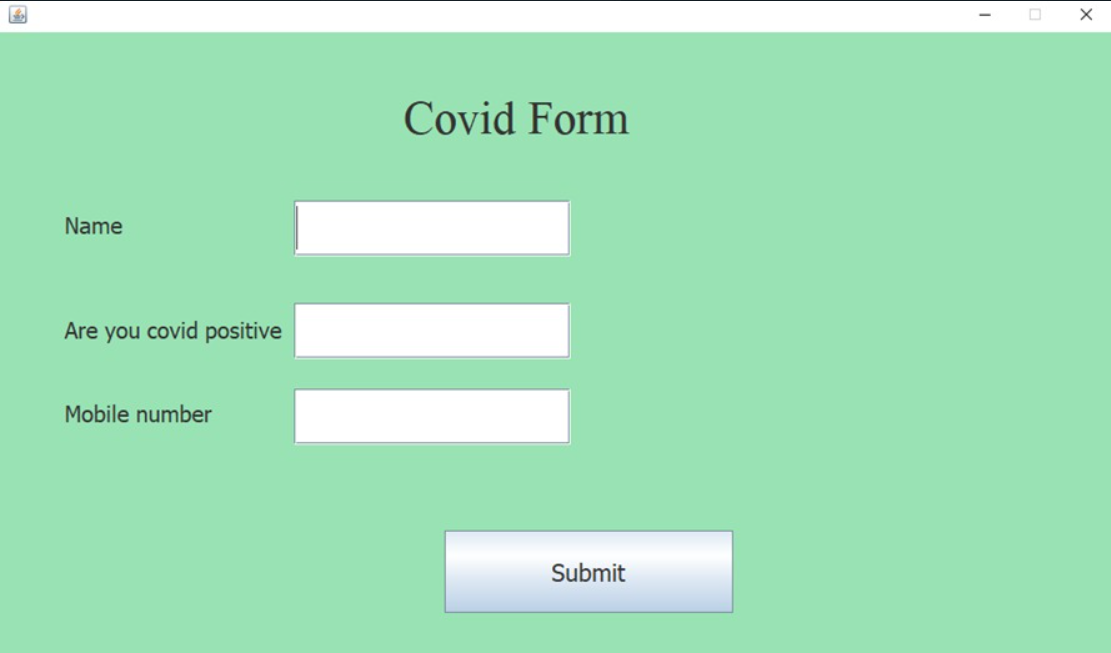 Covid Form
Name
Are you covid positive
Mobile number
Submit